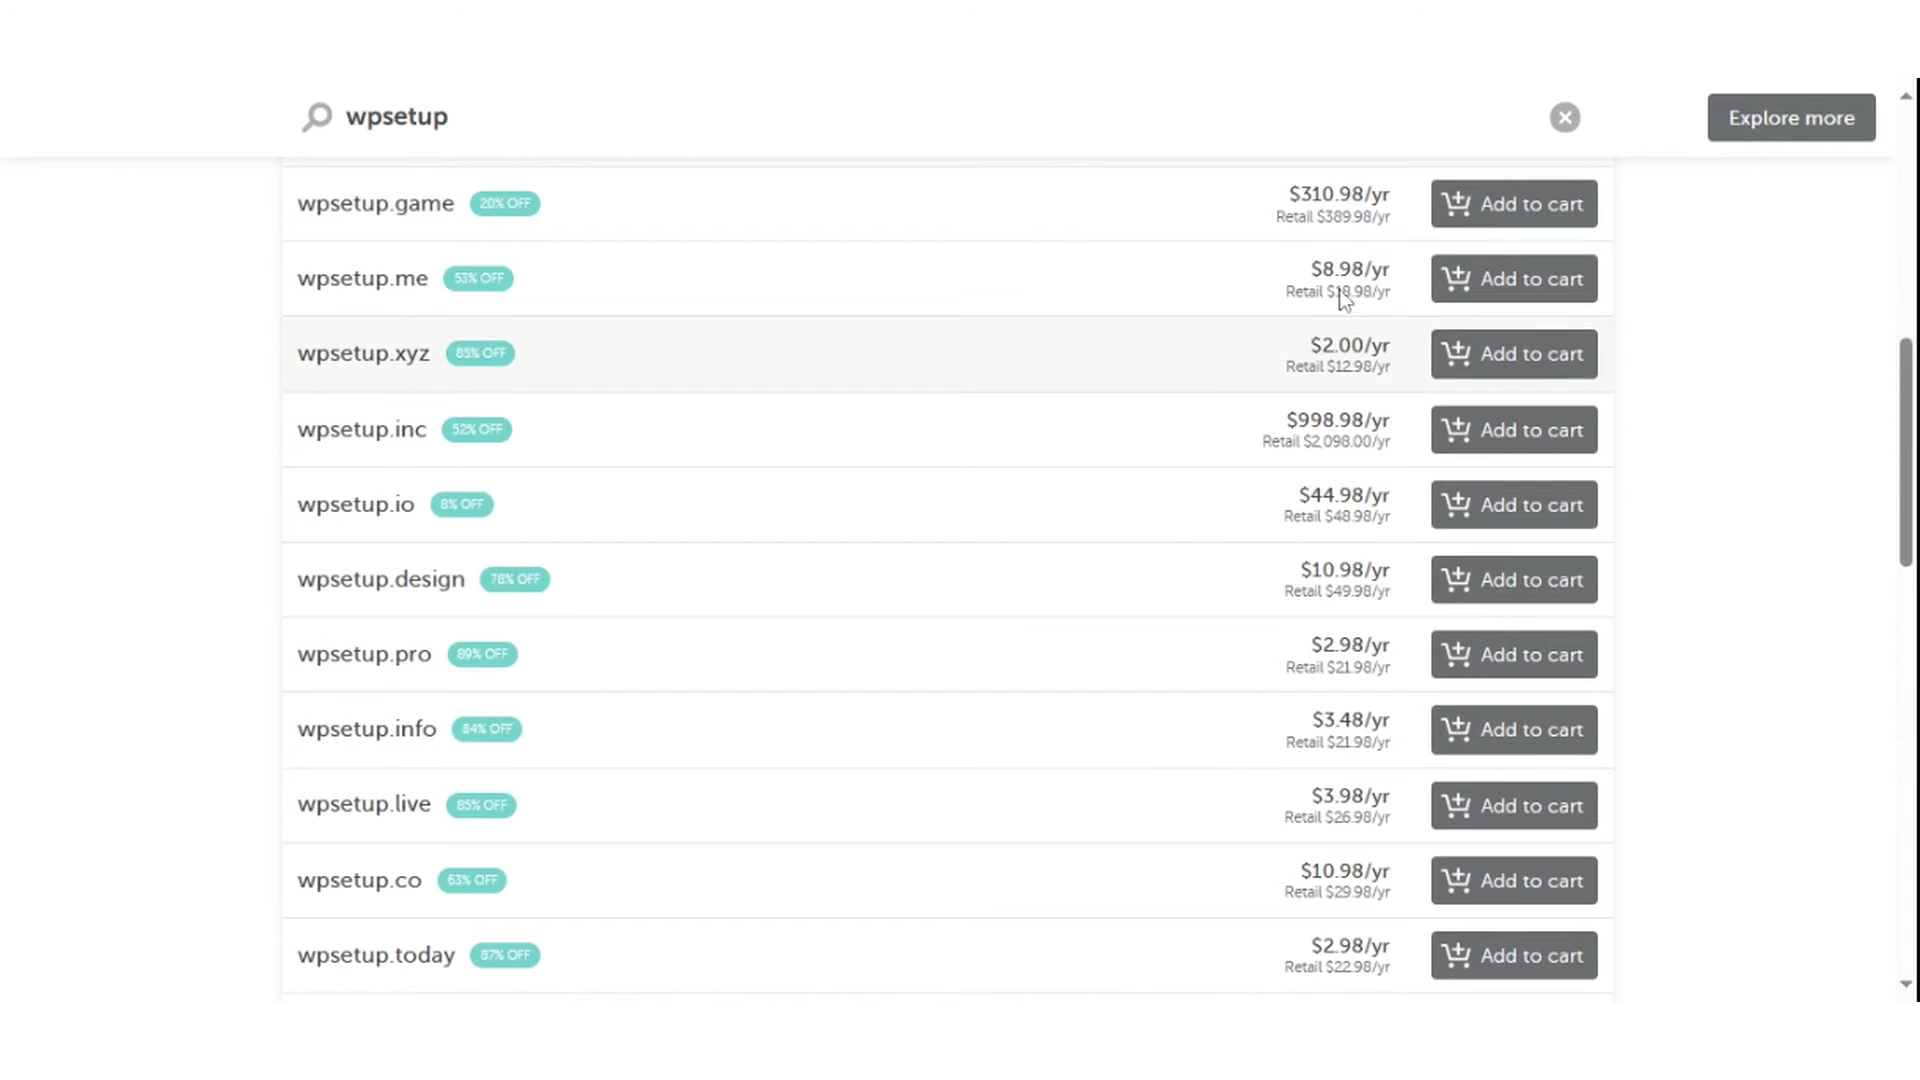 wpsetup
Explore more
wpsetup.game 20% OFF $310.98/yr Add to cart
Retail $389.98/yr
wpsetup.me 53% OFF $8.98/yr Add to cart
Retail $18.98/yr
wpsetup.xyz 85% OFF $2.00/yr Add to cart
Retail $12.98/yr
wpsetup.inc 52% OFF $998.98/yr Add to cart
Retail $2,098.00/yr
wpsetup.io 8% OFF $44.98/yr Add to cart
Retail $48.98/yr
wpsetup.design 78% OFF $10.98/yr Add to cart
Retail $49.98/yr
wpsetup.pro 89% OFF $2.98/yr Add to cart
Retail $21.98/yr
wpsetup.info 84% OFF $3.48/yr Add to cart
Retail $21.98/yr
wpsetup.live 85% OFF $3.98/yr Add to cart
Retail $26.98/yr
wpsetup.co 63% OFF $10.98/yr Add to cart
Retail $29.98/yr
wpsetup.today 87% OFF $2.98/yr Add to cart
Retail $22.98/yr